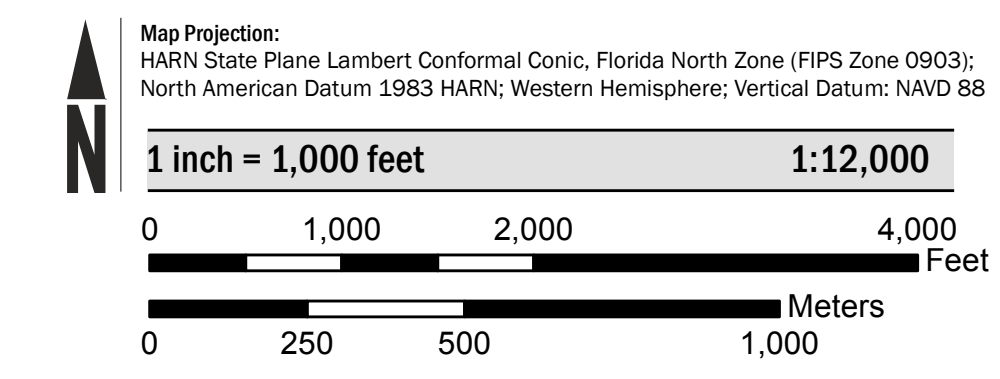 Map Projection:
HARN State Plane Lambert Conformal Conic, Florida North Zone (FIPS Zone 0903);
North American Datum 1983 HARN; Western Hemisphere; Vertical Datum: NAVD 88
N
1 inch = 1,000 feet 1:12,000
0 1,000 2,000 4,000
Feet
Meters
0 250 500 1,000